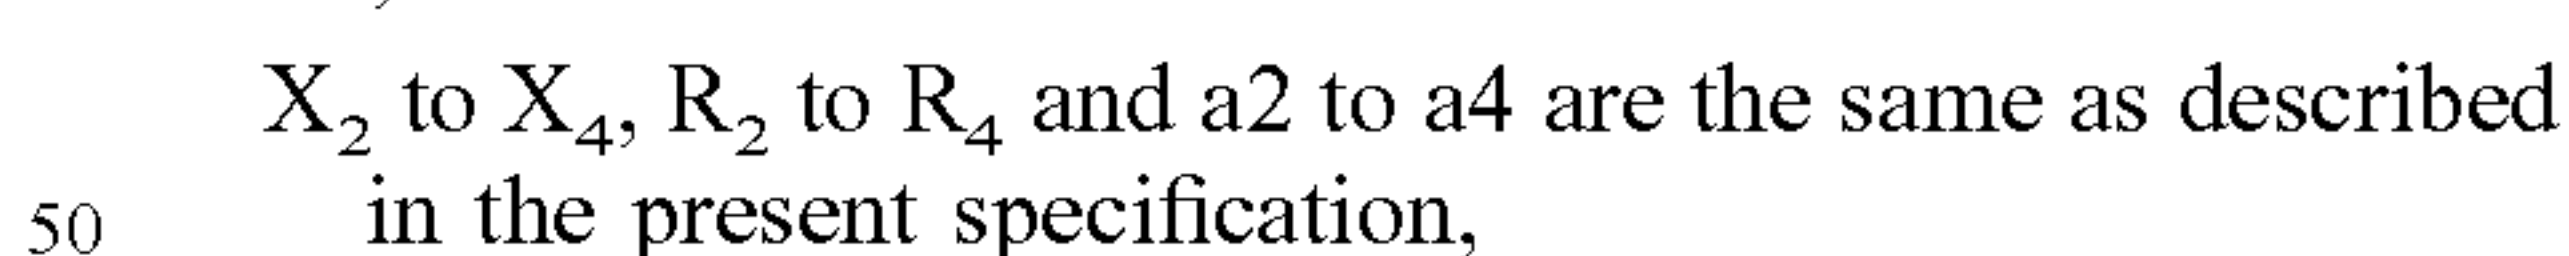 X₂ to X₄, R₂ to R₄ and a2 to a4 are the same as described
50 in the present specification,